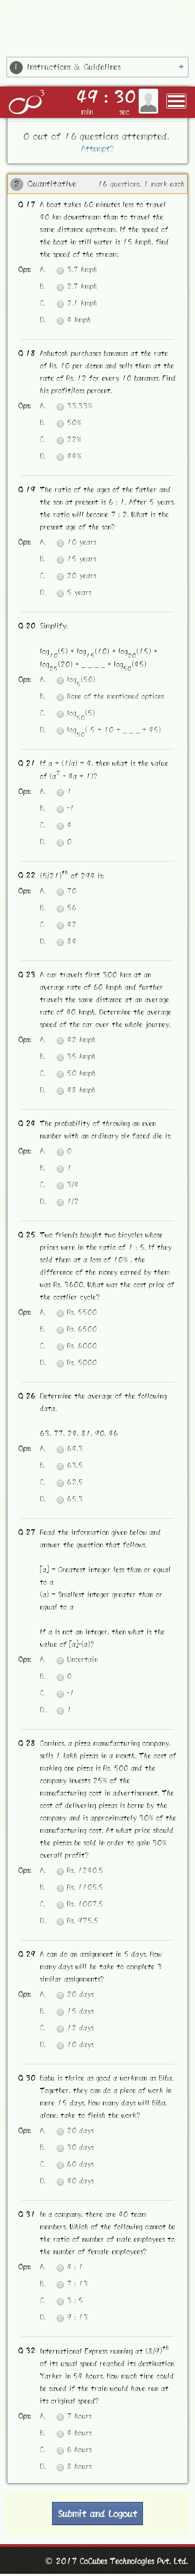 1 Instructions & Guidelines +
49 : 30
min sec
0 out of 16 questions attempted.
Attempt?
2 Quantitative 16 questions, 1 mark each
Q 17 A boat takes 60 minutes less to travel
40 km downstream than to travel the
same distance upstream. If the speed of
the boat in still water is 15 kmph, find
the speed of the stream.
Ops: A. 3.7 kmph
B. 2.7 kmph
C. 2.1 kmph
D. 4 kmph
Q 18 Ashutosh purchases bananas at the rate
of Rs. 10 per dozen and sells them at the
rate of Rs. 12 for every 10 bananas. Find
his profit/loss percent.
Ops: A. 33.33%
B. 50%
C. 22%
D. 44%
Q 19 The ratio of the ages of the father and
the son at present is 6 : 1. After 5 years,
the ratio will become 7 : 2. What is the
present age of the son?
Ops: A. 10 years
B. 15 years
C. 20 years
D. 5 years
Q 20 Simplify:
log10(5) + log15(10) + log20(15) +
log25(20) + _ _ _ _ + log50(45)
Ops: A. log5(50)
B. None of the mentioned options
C. log50(5)
D. log50( 5 + 10 + _ _ _ + 45)
Q 21 If a + (1/a) = 4, then what is the value
of (a2 - 4a + 1)?
Ops: A. 1
B. -1
C. 4
D. 0
Q 22 (5/21)th of 294 is:
Ops: A. 70
B. 56
C. 42
D. 84
Q 23 A car travels first 300 kms at an
average rate of 60 kmph and further
travels the same distance at an average
rate of 40 kmph. Determine the average
speed of the car over the whole journey.
Ops: A. 42 kmph
B. 35 kmph
C. 50 kmph
D. 48 kmph
Q 24 The probability of throwing an even
number with an ordinary six faced die is:
Ops: A. 0
B. 1
C. 3/4
D. 1/2
Q 25 Two friends bought two bicycles whose
prices were in the ratio of 1 : 5. If they
sold them at a loss of 10% , the
difference of the money earned by them
was Rs. 3600. What was the cost price of
the costlier cycle?
Ops: A. Rs. 5500
B. Rs. 6500
C. Rs. 6000
D. Rs. 5000
Q 26 Determine the average of the following
data.
63, 77, 24, 81, 90, 46
Ops: A. 64.3
B. 63.5
C. 62.5
D. 65.3
Q 27 Read the information given below and
answer the question that follows.
[a] = Greatest integer less than or equal
to a
(a) = Smallest integer greater than or
equal to a
If a is not an integer, then what is the
value of [a]-(a)?
Ops: A. Uncertain
B. 0
C. -1
D. 1
Q 28 Cominos, a pizza manufacturing company,
sells 1 lakh pizzas in a month. The cost of
making one pizza is Rs. 500 and the
company invests 25% of the
manufacturing cost in advertisement. The
cost of delivering pizzas is borne by the
company and is approximately 30% of the
manufacturing cost. At what price should
the pizzas be sold in order to gain 30%
overall profit?
Ops: A. Rs. 1240.5
B. Rs. 1105.5
C. Rs. 1007.5
D. Rs. 975.5
Q 29 A can do an assignment in 5 days. How
many days will he take to complete 3
similar assignments?
Ops: A. 20 days
B. 15 days
C. 12 days
D. 10 days
Q 30 Babu is thrice as good a workman as Biba.
Together, they can do a piece of work in
mere 15 days. How many days will Biba,
alone, take to finish the work?
Ops: A. 20 days
B. 30 days
C. 60 days
D. 40 days
Q 31 In a company, there are 40 team
members. Which of the following cannot be
the ratio of number of male employees to
the number of female employees?
Ops: A. 4 : 1
B. 7 : 13
C. 3 : 5
D. 4 : 13
Q 32 International Express running at (3/4)th
of its usual speed reached its destination
Yarker in 54 hours. How much time could
be saved if the train would have run at
its original speed?
Ops: A. 7 hours
B. 4 hours
C. 6 hours
D. 8 hours
Submit and Logout
© 2017 CoCubes Technologies Pvt. Ltd.